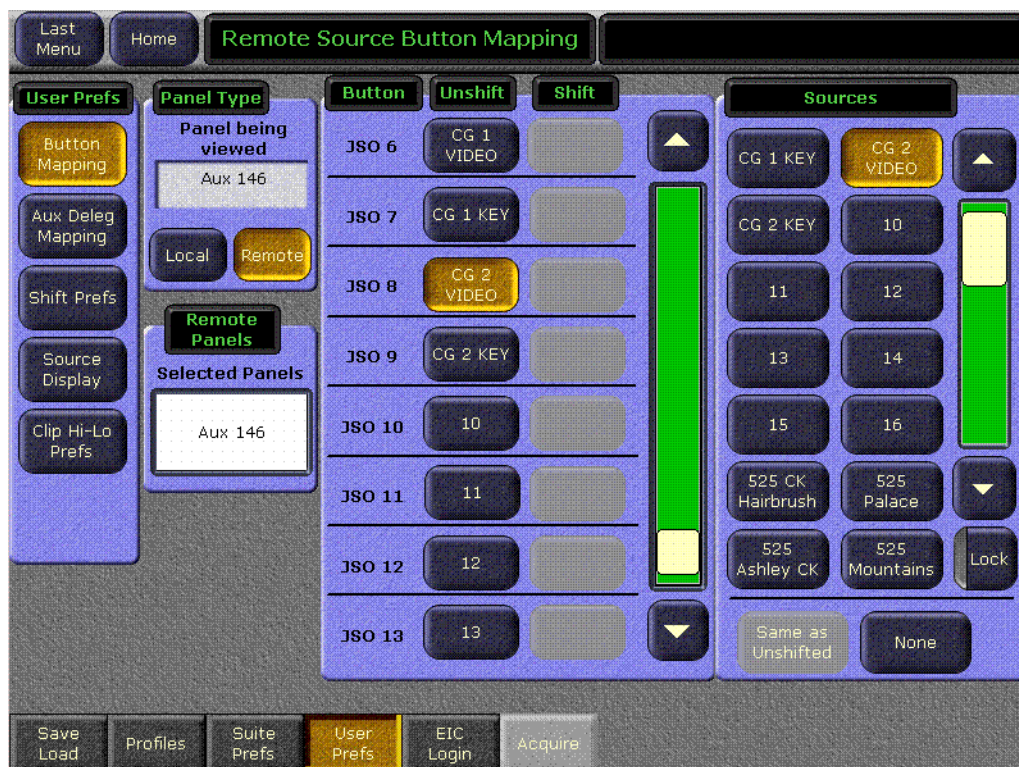 Last
Menu
Home
Remote Source Button Mapping
User Prefs
Button
Mapping
Aux Deleg
Mapping
Shift Prefs
Source
Display
Clip Hi-Lo
Prefs
Panel Type
Panel being
viewed
Aux 146
Local
Remote
Remote
Panels
Selected Panels
Aux 146
Button
Unshift
Shift
JSO 6
CG 1
VIDEO
JSO 7
CG 1 KEY
JSO 8
CG 2
VIDEO
JSO 9
CG 2 KEY
JSO 10
10
JSO 11
11
JSO 12
12
JSO 13
13
Sources
CG 1 KEY
CG 2
VIDEO
CG 2 KEY
10
11
12
13
14
15
16
525 CK
Hairbrush
525
Palace
525
Ashley CK
525
Mountains
Lock
Same as
Unshifted
None
Save
Load
Profiles
Suite
Prefs
User
Prefs
EIC
Login
Acquire